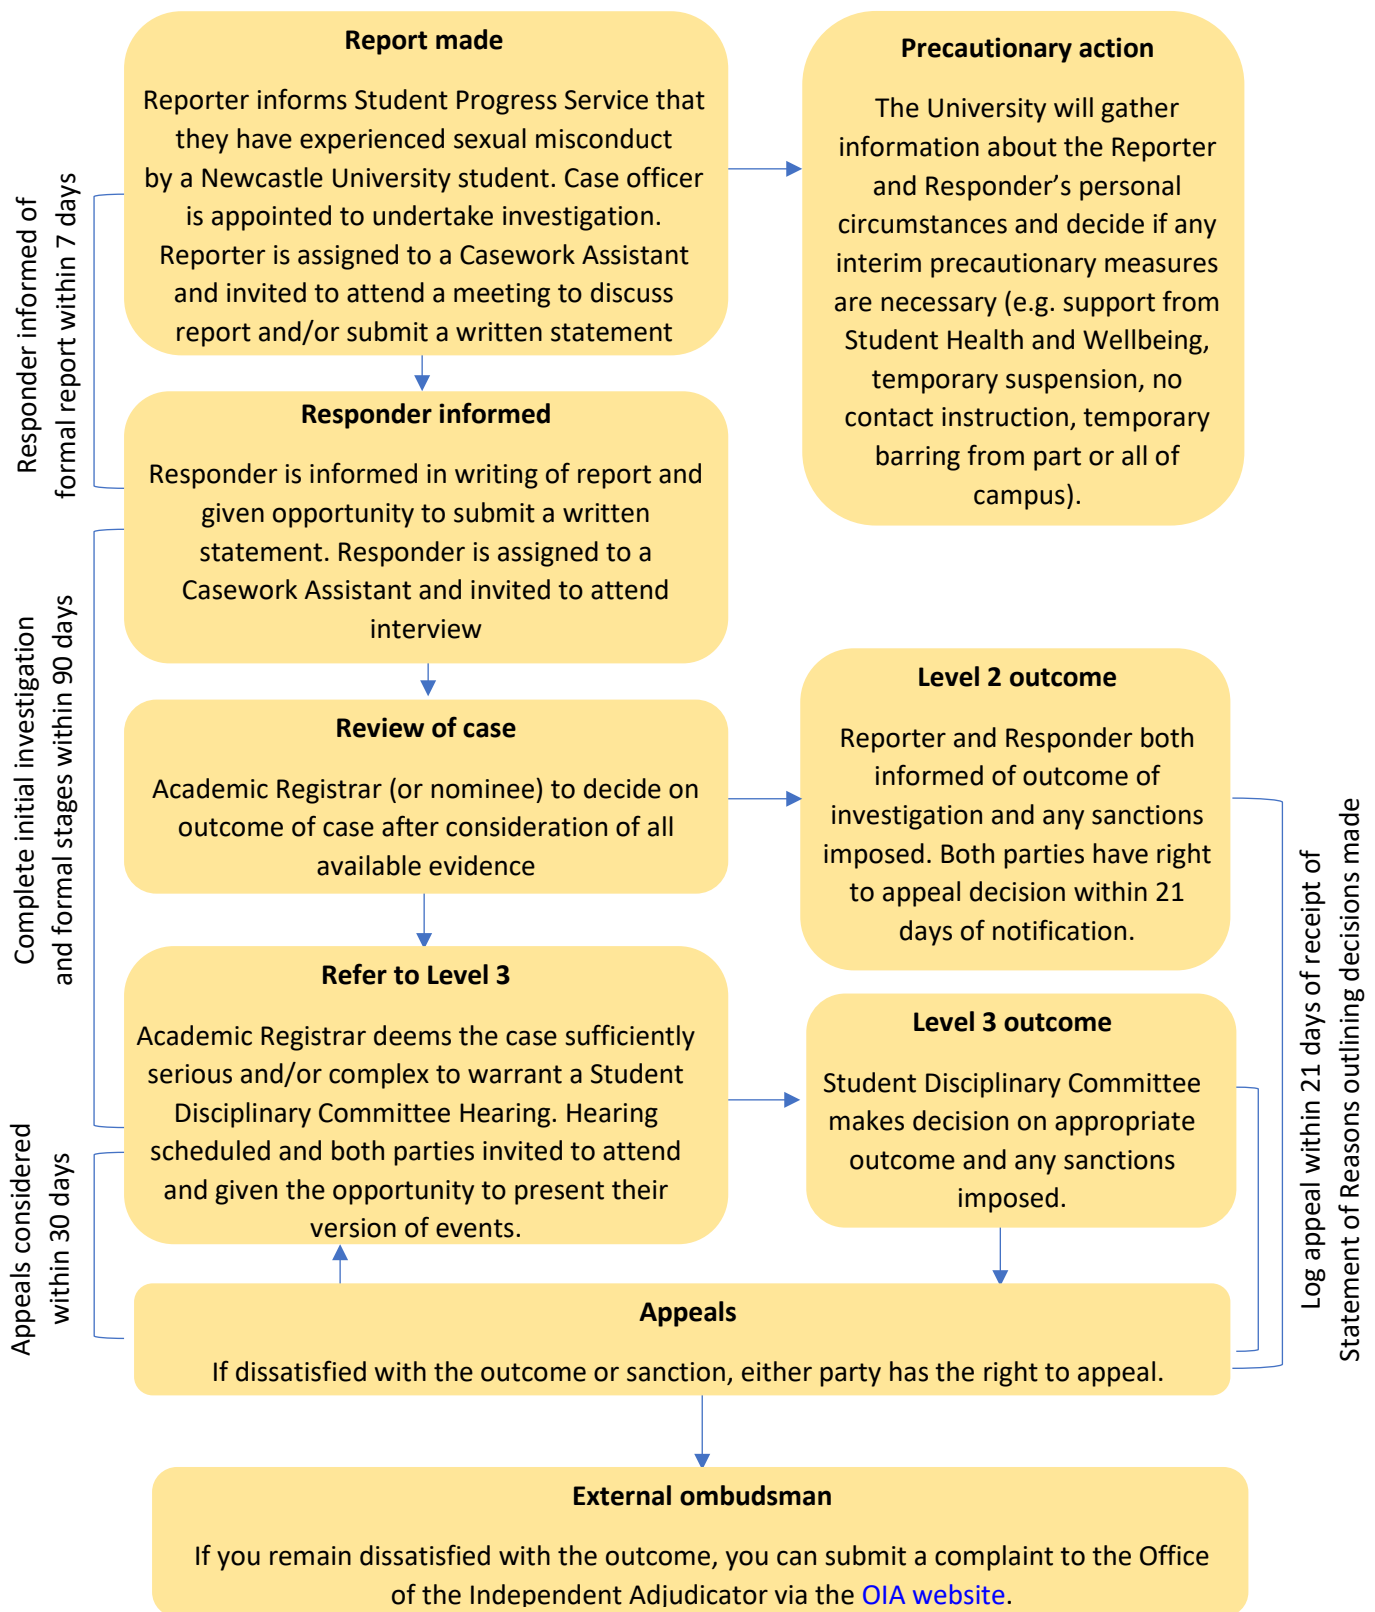 Report made
Reporter informs Student Progress Service that
they have experienced sexual misconduct
by a Newcastle University student. Case officer
is appointed to undertake investigation.
Reporter is assigned to a Casework Assistant
and invited to attend a meeting to discuss
report and/or submit a written statement
Precautionary action
The University will gather
information about the Reporter
and Responder’s personal
circumstances and decide if any
interim precautionary measures
are necessary (e.g. support from
Student Health and Wellbeing,
temporary suspension, no
contact instruction, temporary
barring from part or all of
campus).
Responder informed of
formal report within 7 days
Responder informed
Responder is informed in writing of report and
given opportunity to submit a written
statement. Responder is assigned to a
Casework Assistant and invited to attend
interview
Complete initial investigation
and formal stages within 90 days
Review of case
Academic Registrar (or nominee) to decide on
outcome of case after consideration of all
available evidence
Level 2 outcome
Reporter and Responder both
informed of outcome of
investigation and any sanctions
imposed. Both parties have right
to appeal decision within 21
days of notification.
Refer to Level 3
Academic Registrar deems the case sufficiently
serious and/or complex to warrant a Student
Disciplinary Committee Hearing. Hearing
scheduled and both parties invited to attend
and given the opportunity to present their
version of events.
Level 3 outcome
Student Disciplinary Committee
makes decision on appropriate
outcome and any sanctions
imposed.
Log appeal within 21 days of receipt of
Statement of Reasons outlining decisions made
Appeals considered
within 30 days
Appeals
If dissatisfied with the outcome or sanction, either party has the right to appeal.
External ombudsman
If you remain dissatisfied with the outcome, you can submit a complaint to the Office
of the Independent Adjudicator via the OIA website.